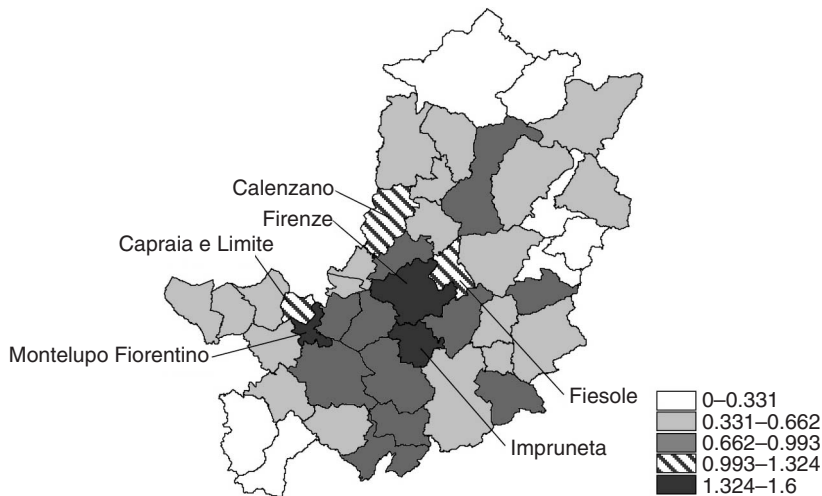 Calenzano
Firenze
Capraia e Limite
Montelupo Fiorentino
Fiesole
Impruneta
0–0.331
0.331–0.662
0.662–0.993
0.993–1.324
1.324–1.6